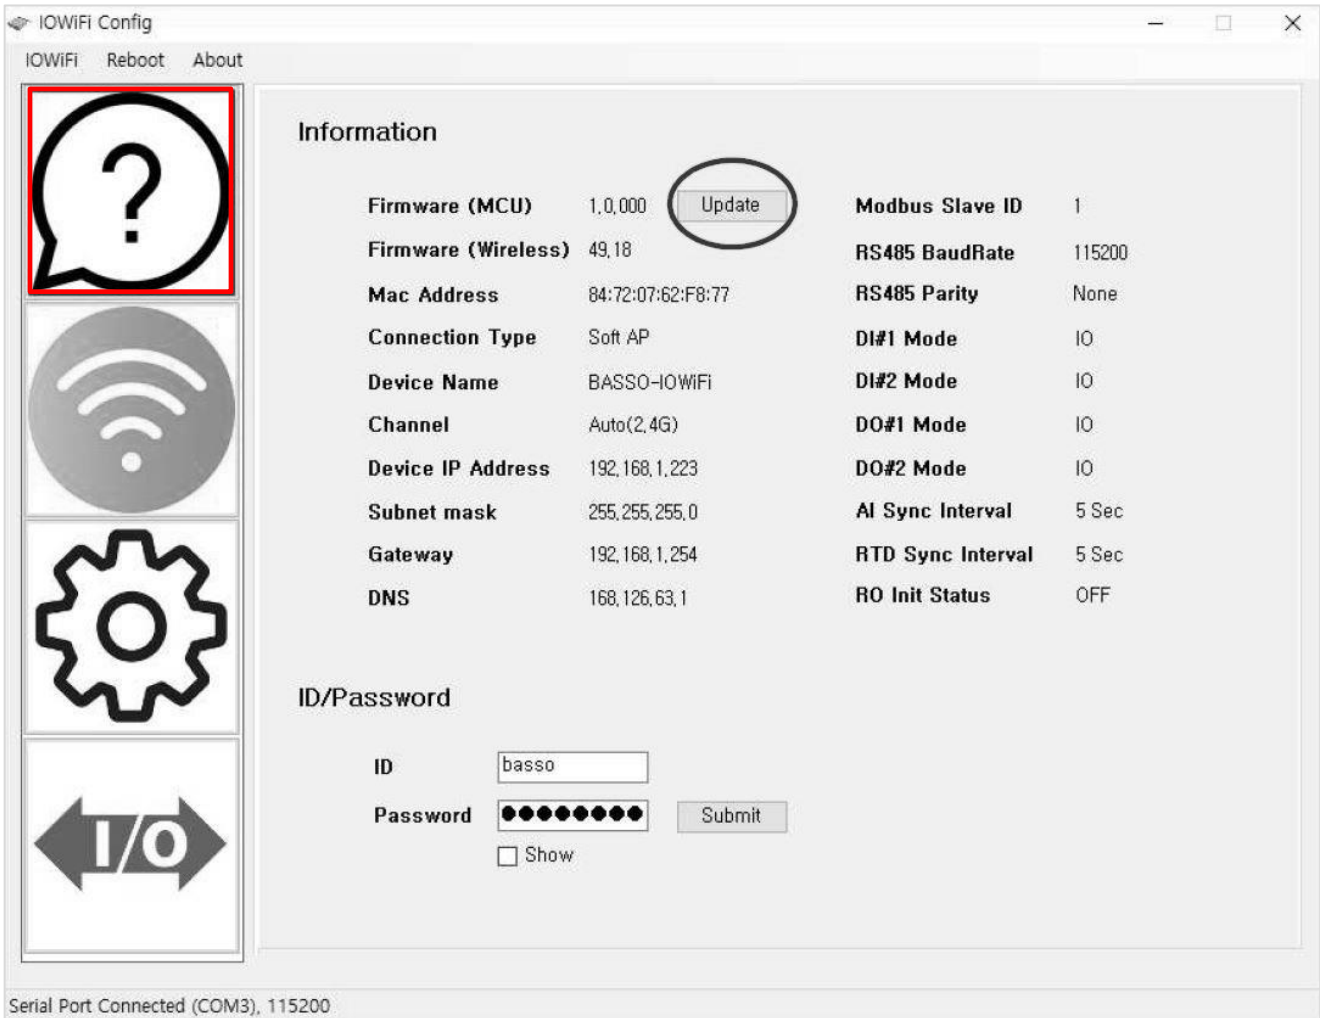 IOWiFi Config
IOWiFi Reboot About
?
Information
Firmware (MCU) 1,0,000 Update
Firmware (Wireless) 49,18
Mac Address 84:72:07:62:F8:77
Connection Type Soft AP
Device Name BASSO-IOWiFi
Channel Auto(2,4G)
Device IP Address 192,168,1,223
Subnet mask 255,255,255,0
Gateway 192,168,1,254
DNS 168,126,63,1
Modbus Slave ID 1
RS485 BaudRate 115200
RS485 Parity None
DI#1 Mode IO
DI#2 Mode IO
DO#1 Mode IO
DO#2 Mode IO
AI Sync Interval 5 Sec
RTD Sync Interval 5 Sec
RO Init Status OFF
ID/Password
ID basso
Password ●●●●●●●● Submit
Show
I/O
Serial Port Connected (COM3), 115200